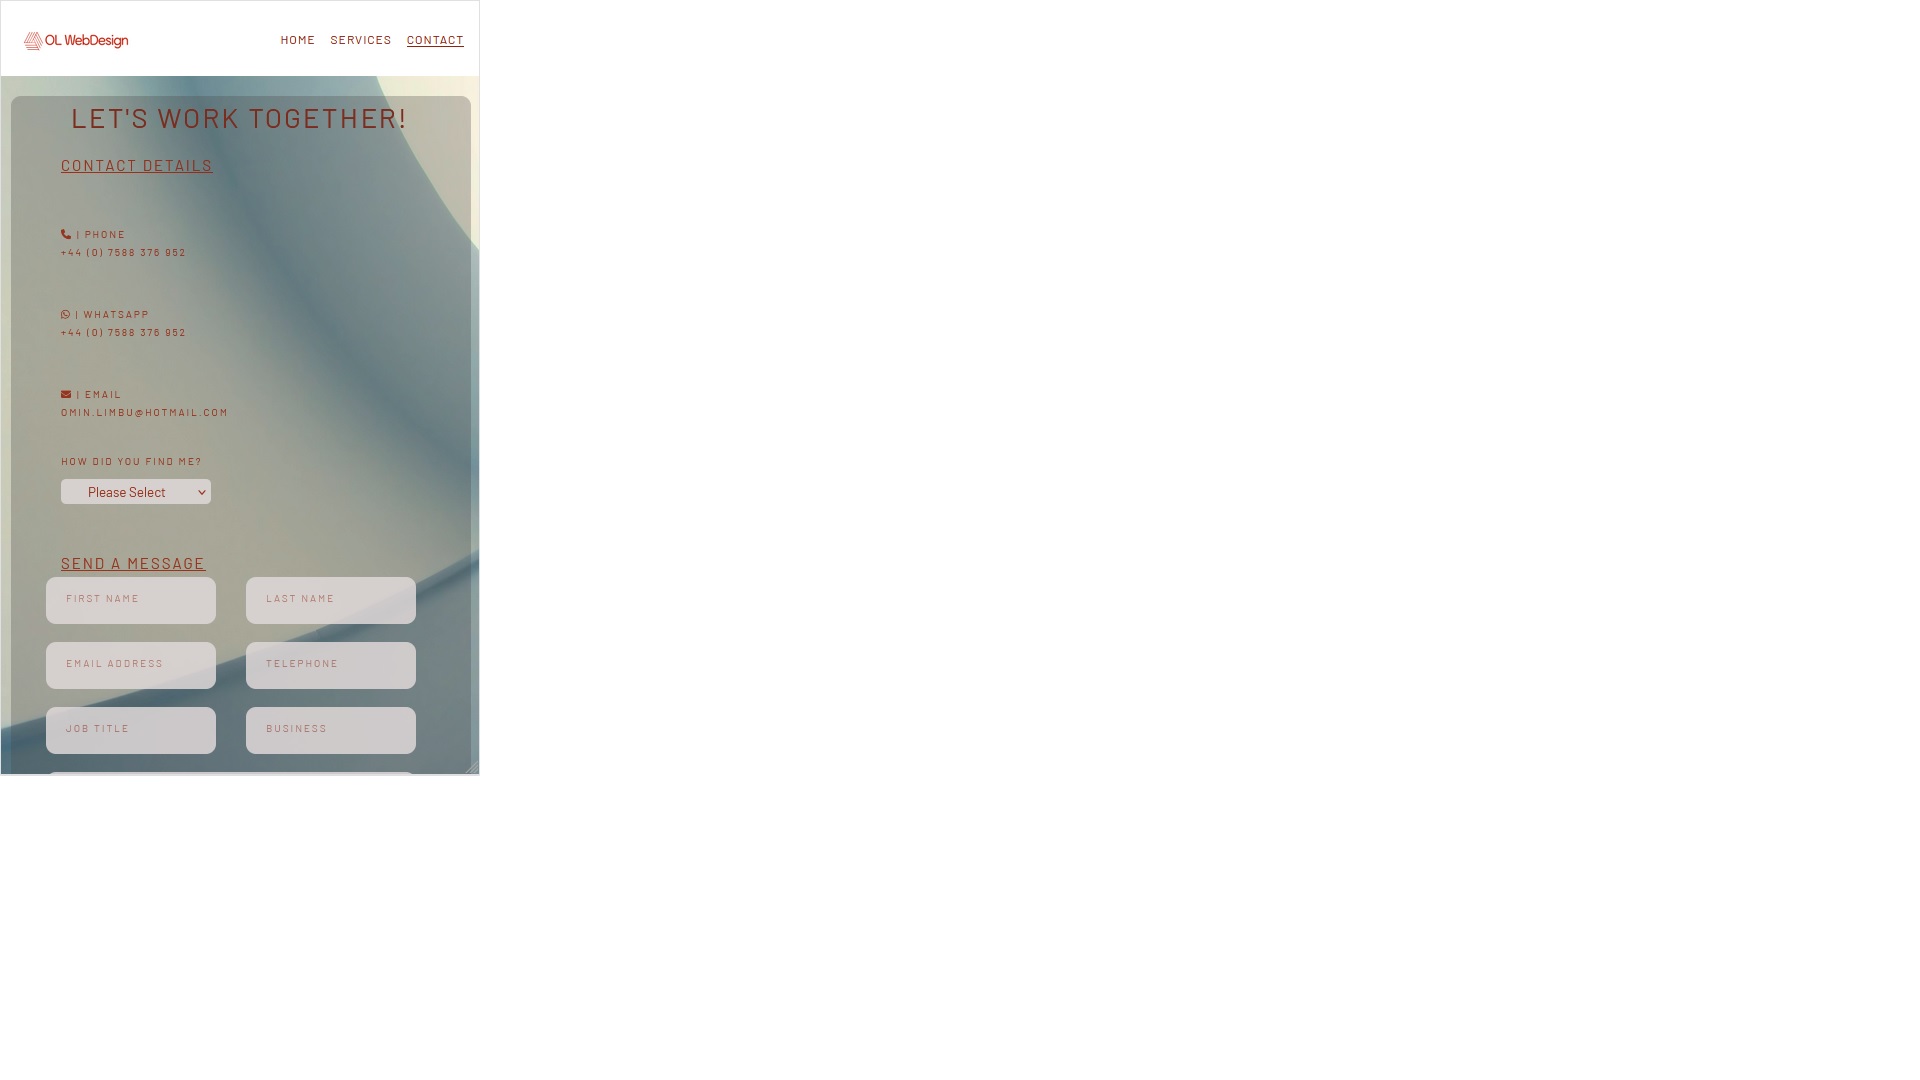 OL WebDesign
HOME SERVICES CONTACT
LET'S WORK TOGETHER!
CONTACT DETAILS
| PHONE
+44 (0) 7588 376 952
| WHATSAPP
+44 (0) 7588 376 952
| EMAIL
OMIN.LIMBU@HOTMAIL.COM
HOW DID YOU FIND ME?
Please Select
SEND A MESSAGE
FIRST NAME LAST NAME
EMAIL ADDRESS TELEPHONE
JOB TITLE BUSINESS